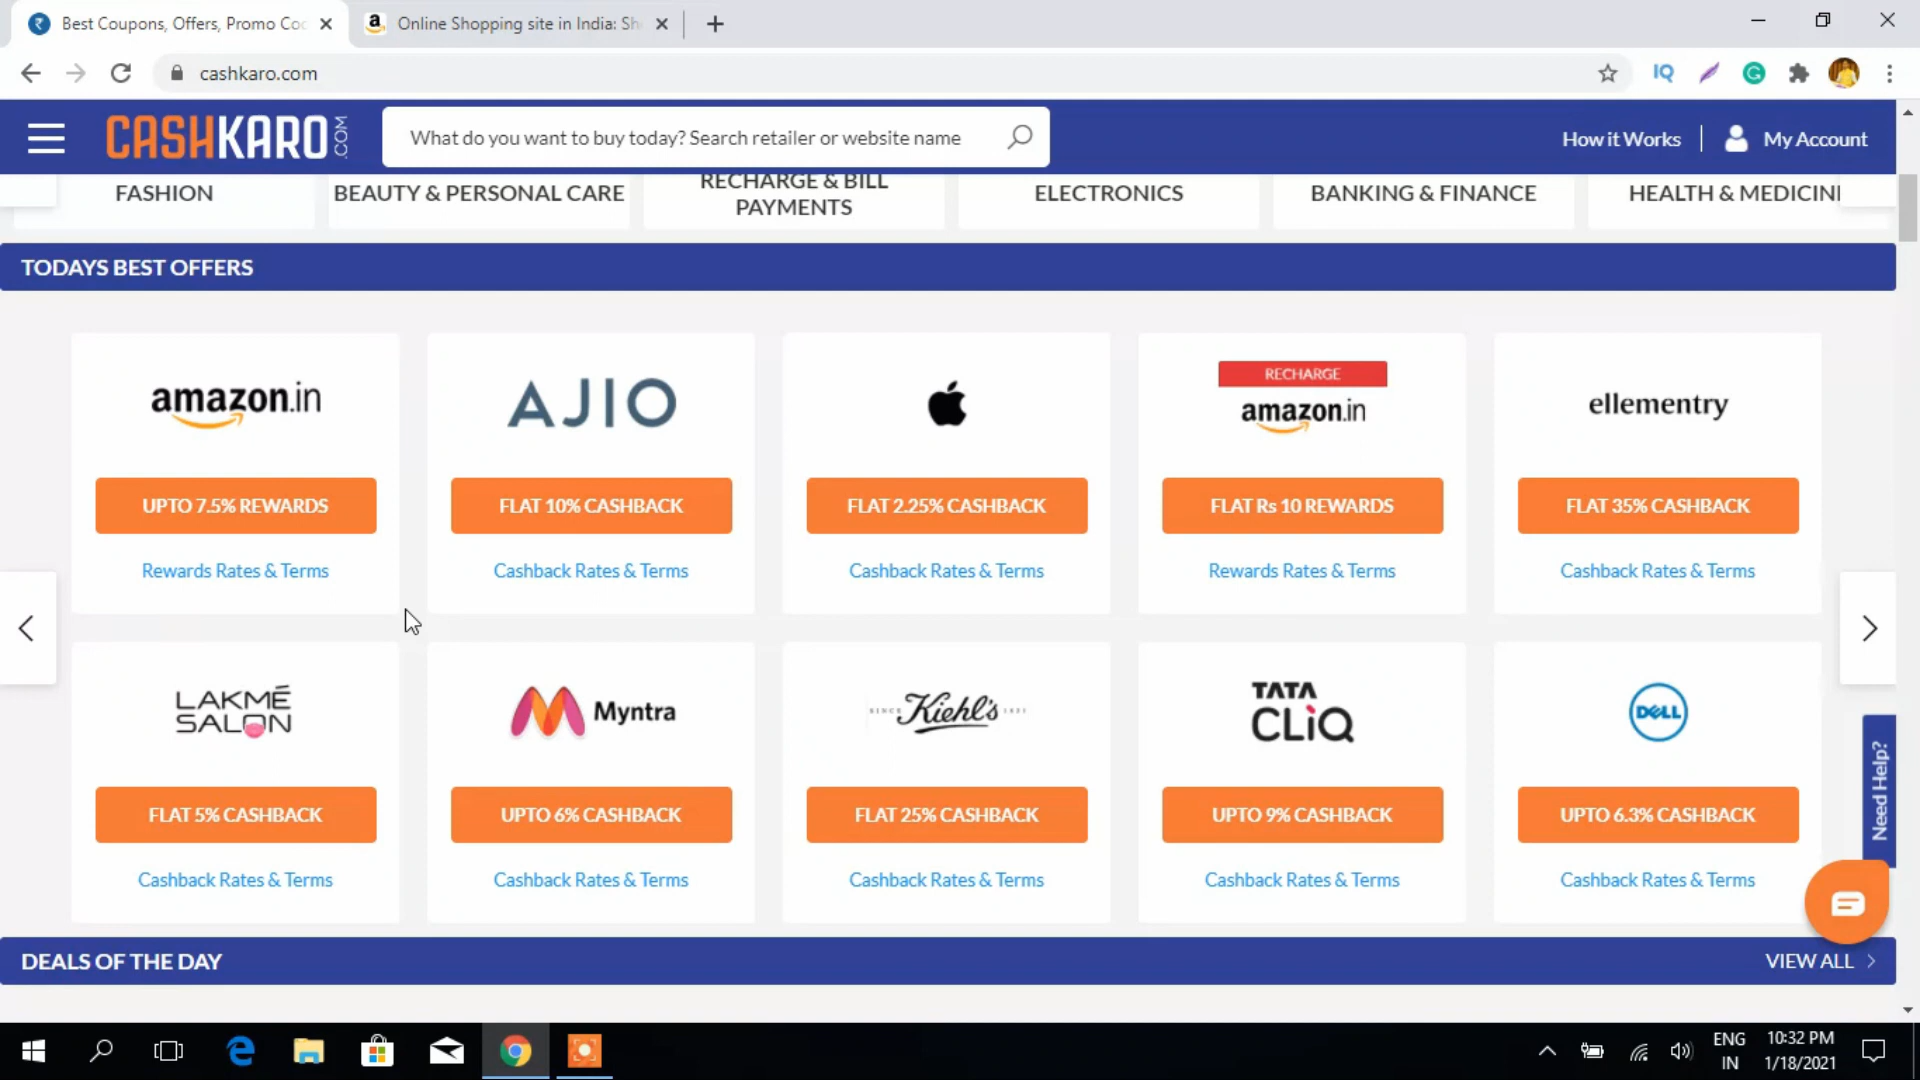 Best Coupons, Offers, Promo Coc
Online Shopping site in India: Sh
cashkaro.com
IQ
CASHKARO.COM
What do you want to buy today? Search retailer or website name
How it Works
My Account
FASHION
BEAUTY & PERSONAL CARE
RECHARGE & BILL
PAYMENTS
ELECTRONICS
BANKING & FINANCE
HEALTH & MEDICINI
TODAYS BEST OFFERS
amazon.in
AJIO
RECHARGE
amazon.in
ellementry
UPTO 7.5% REWARDS
FLAT 10% CASHBACK
FLAT 2.25% CASHBACK
FLAT Rs 10 REWARDS
FLAT 35% CASHBACK
Rewards Rates & Terms
Cashback Rates & Terms
Cashback Rates & Terms
Rewards Rates & Terms
Cashback Rates & Terms
LAKMÉ
SALON
Myntra
SINCE Kiehl's 1851
TATA
CLiQ
DELL
FLAT 5% CASHBACK
UPTO 6% CASHBACK
FLAT 25% CASHBACK
UPTO 9% CASHBACK
UPTO 6.3% CASHBACK
Cashback Rates & Terms
Cashback Rates & Terms
Cashback Rates & Terms
Cashback Rates & Terms
Cashback Rates & Terms
Need Help?
DEALS OF THE DAY
VIEW ALL
ENG
IN
10:32 PM
1/18/2021